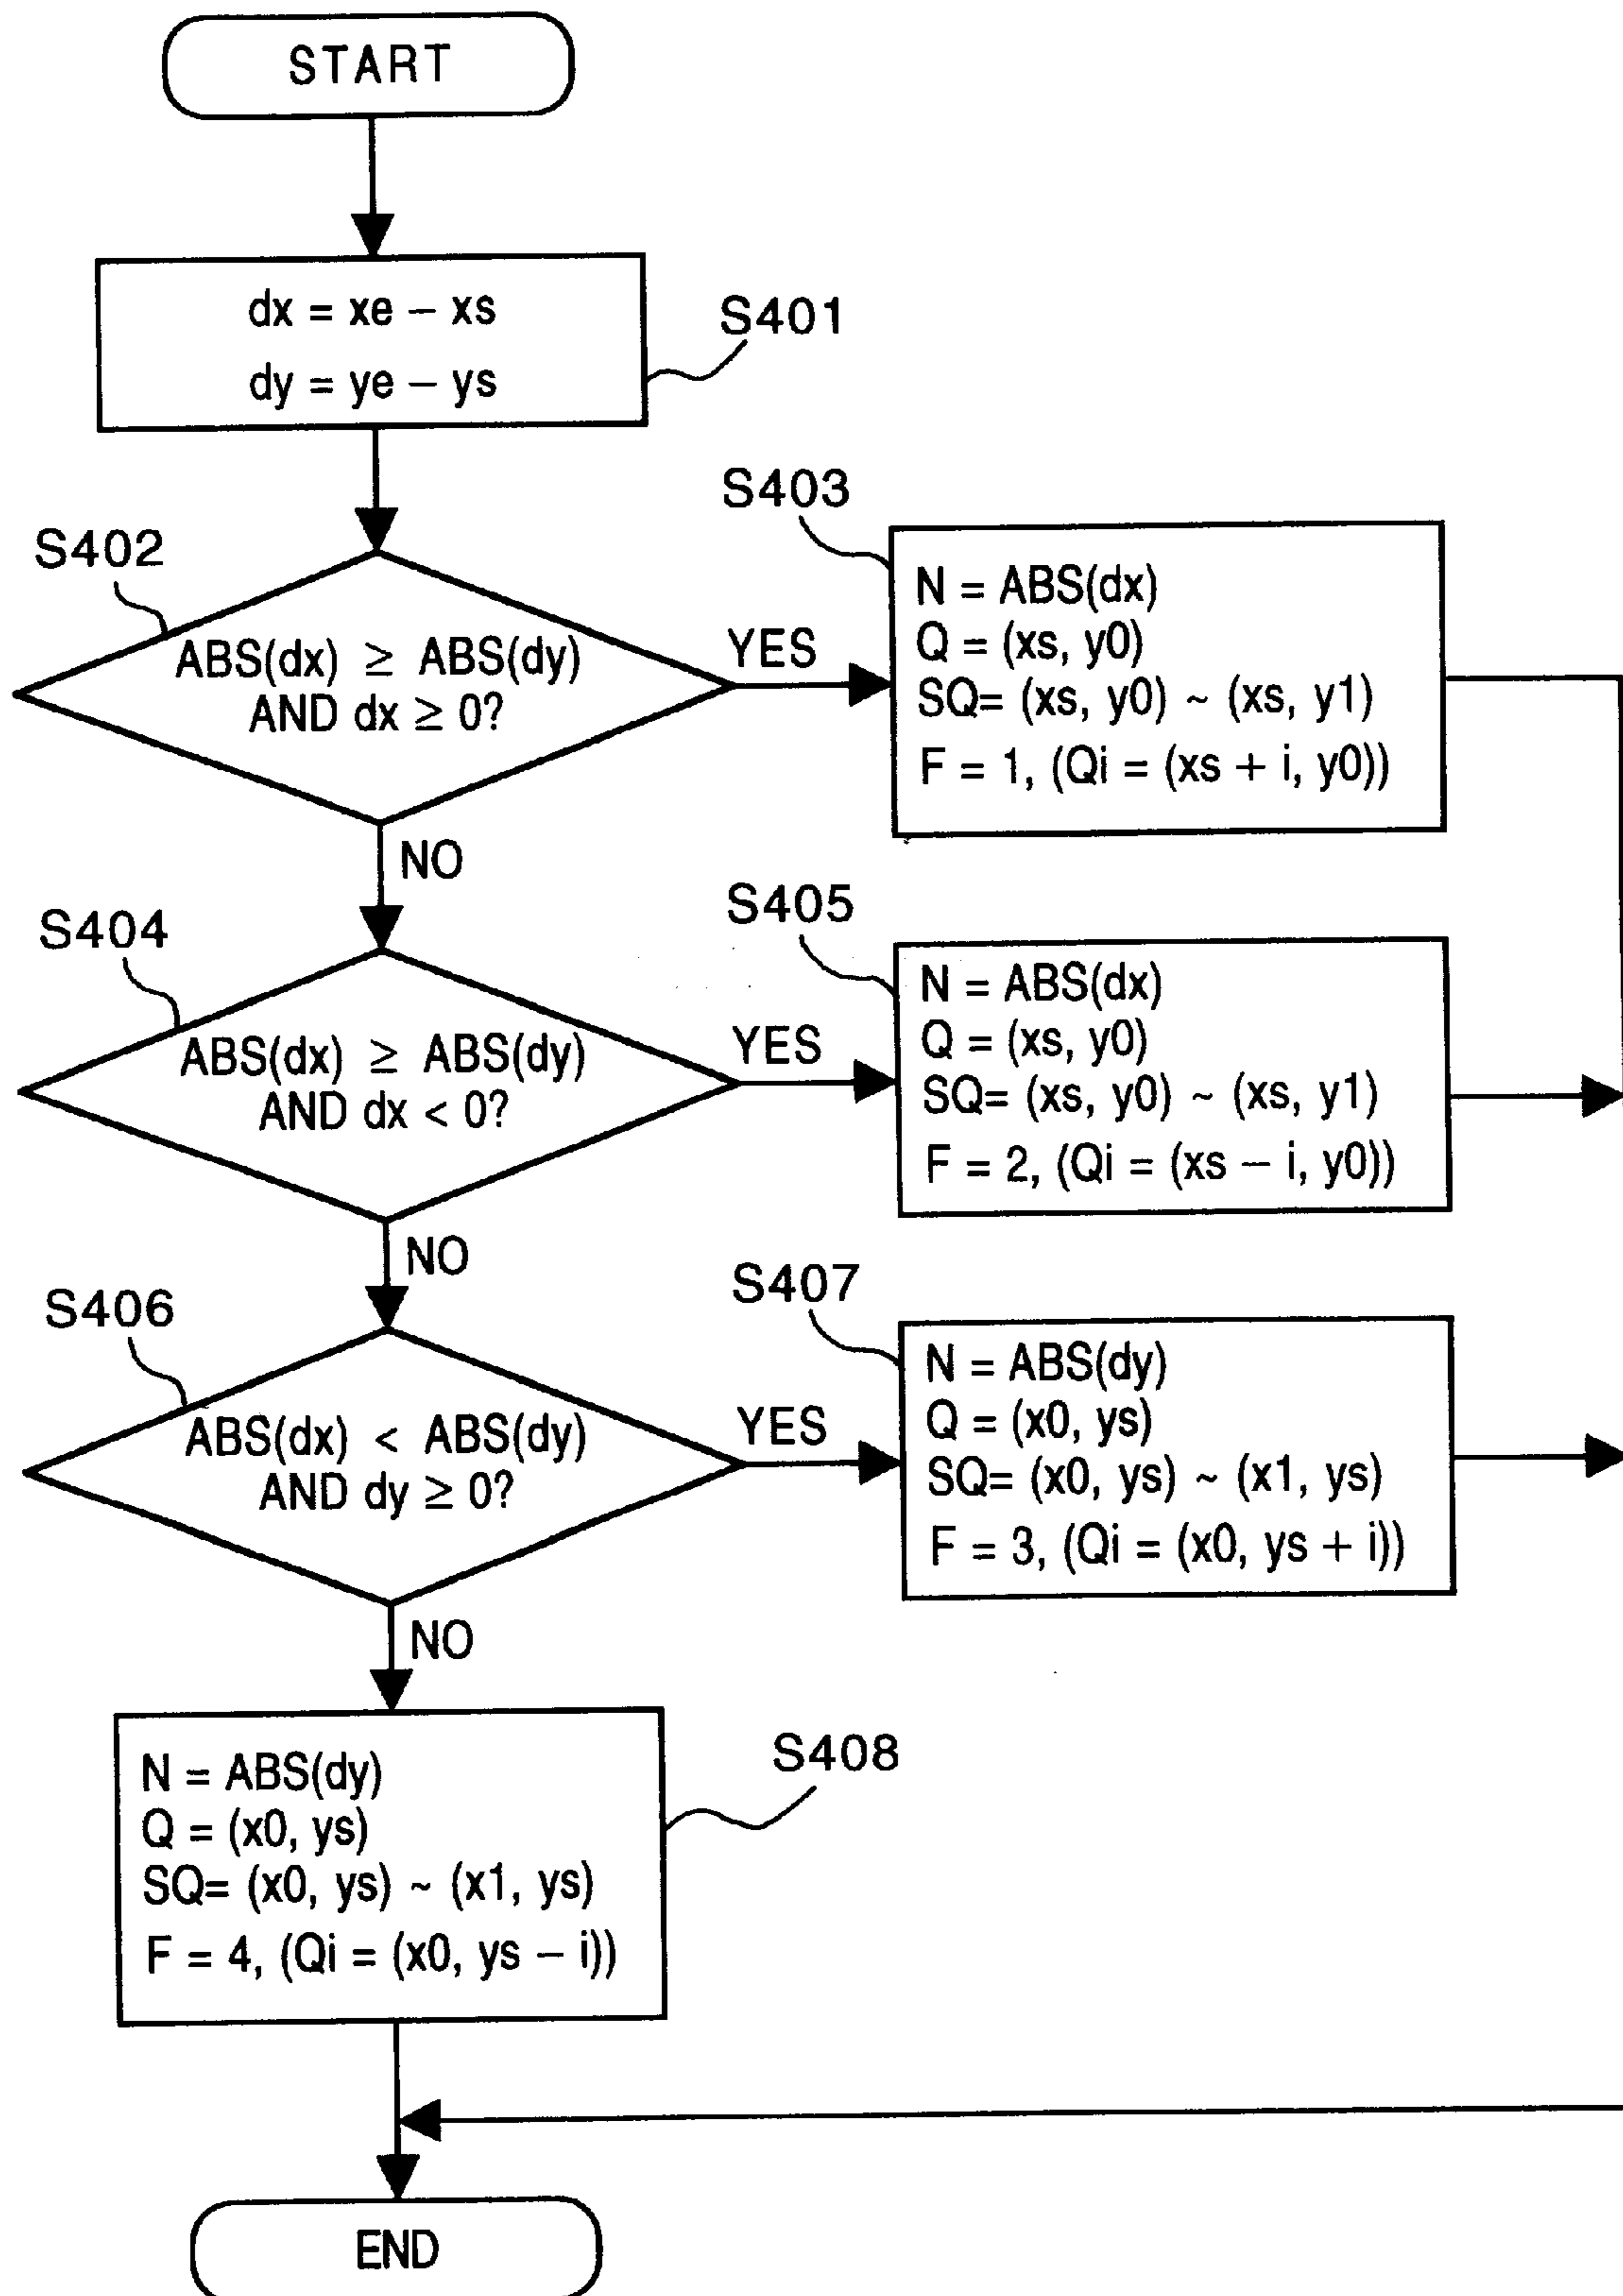 START
dx = xe − xs
dy = ye − ys
S401
S402
ABS(dx) ≥ ABS(dy)
AND dx ≥ 0?
YES
NO
S403
N = ABS(dx)
Q = (xs, y0)
SQ= (xs, y0) ~ (xs, y1)
F = 1, (Qi = (xs + i, y0))
S404
ABS(dx) ≥ ABS(dy)
AND dx < 0?
YES
NO
S405
N = ABS(dx)
Q = (xs, y0)
SQ= (xs, y0) ~ (xs, y1)
F = 2, (Qi = (xs − i, y0))
S406
ABS(dx) < ABS(dy)
AND dy ≥ 0?
YES
NO
S407
N = ABS(dy)
Q = (x0, ys)
SQ= (x0, ys) ~ (x1, ys)
F = 3, (Qi = (x0, ys + i))
S408
N = ABS(dy)
Q = (x0, ys)
SQ= (x0, ys) ~ (x1, ys)
F = 4, (Qi = (x0, ys − i))
END